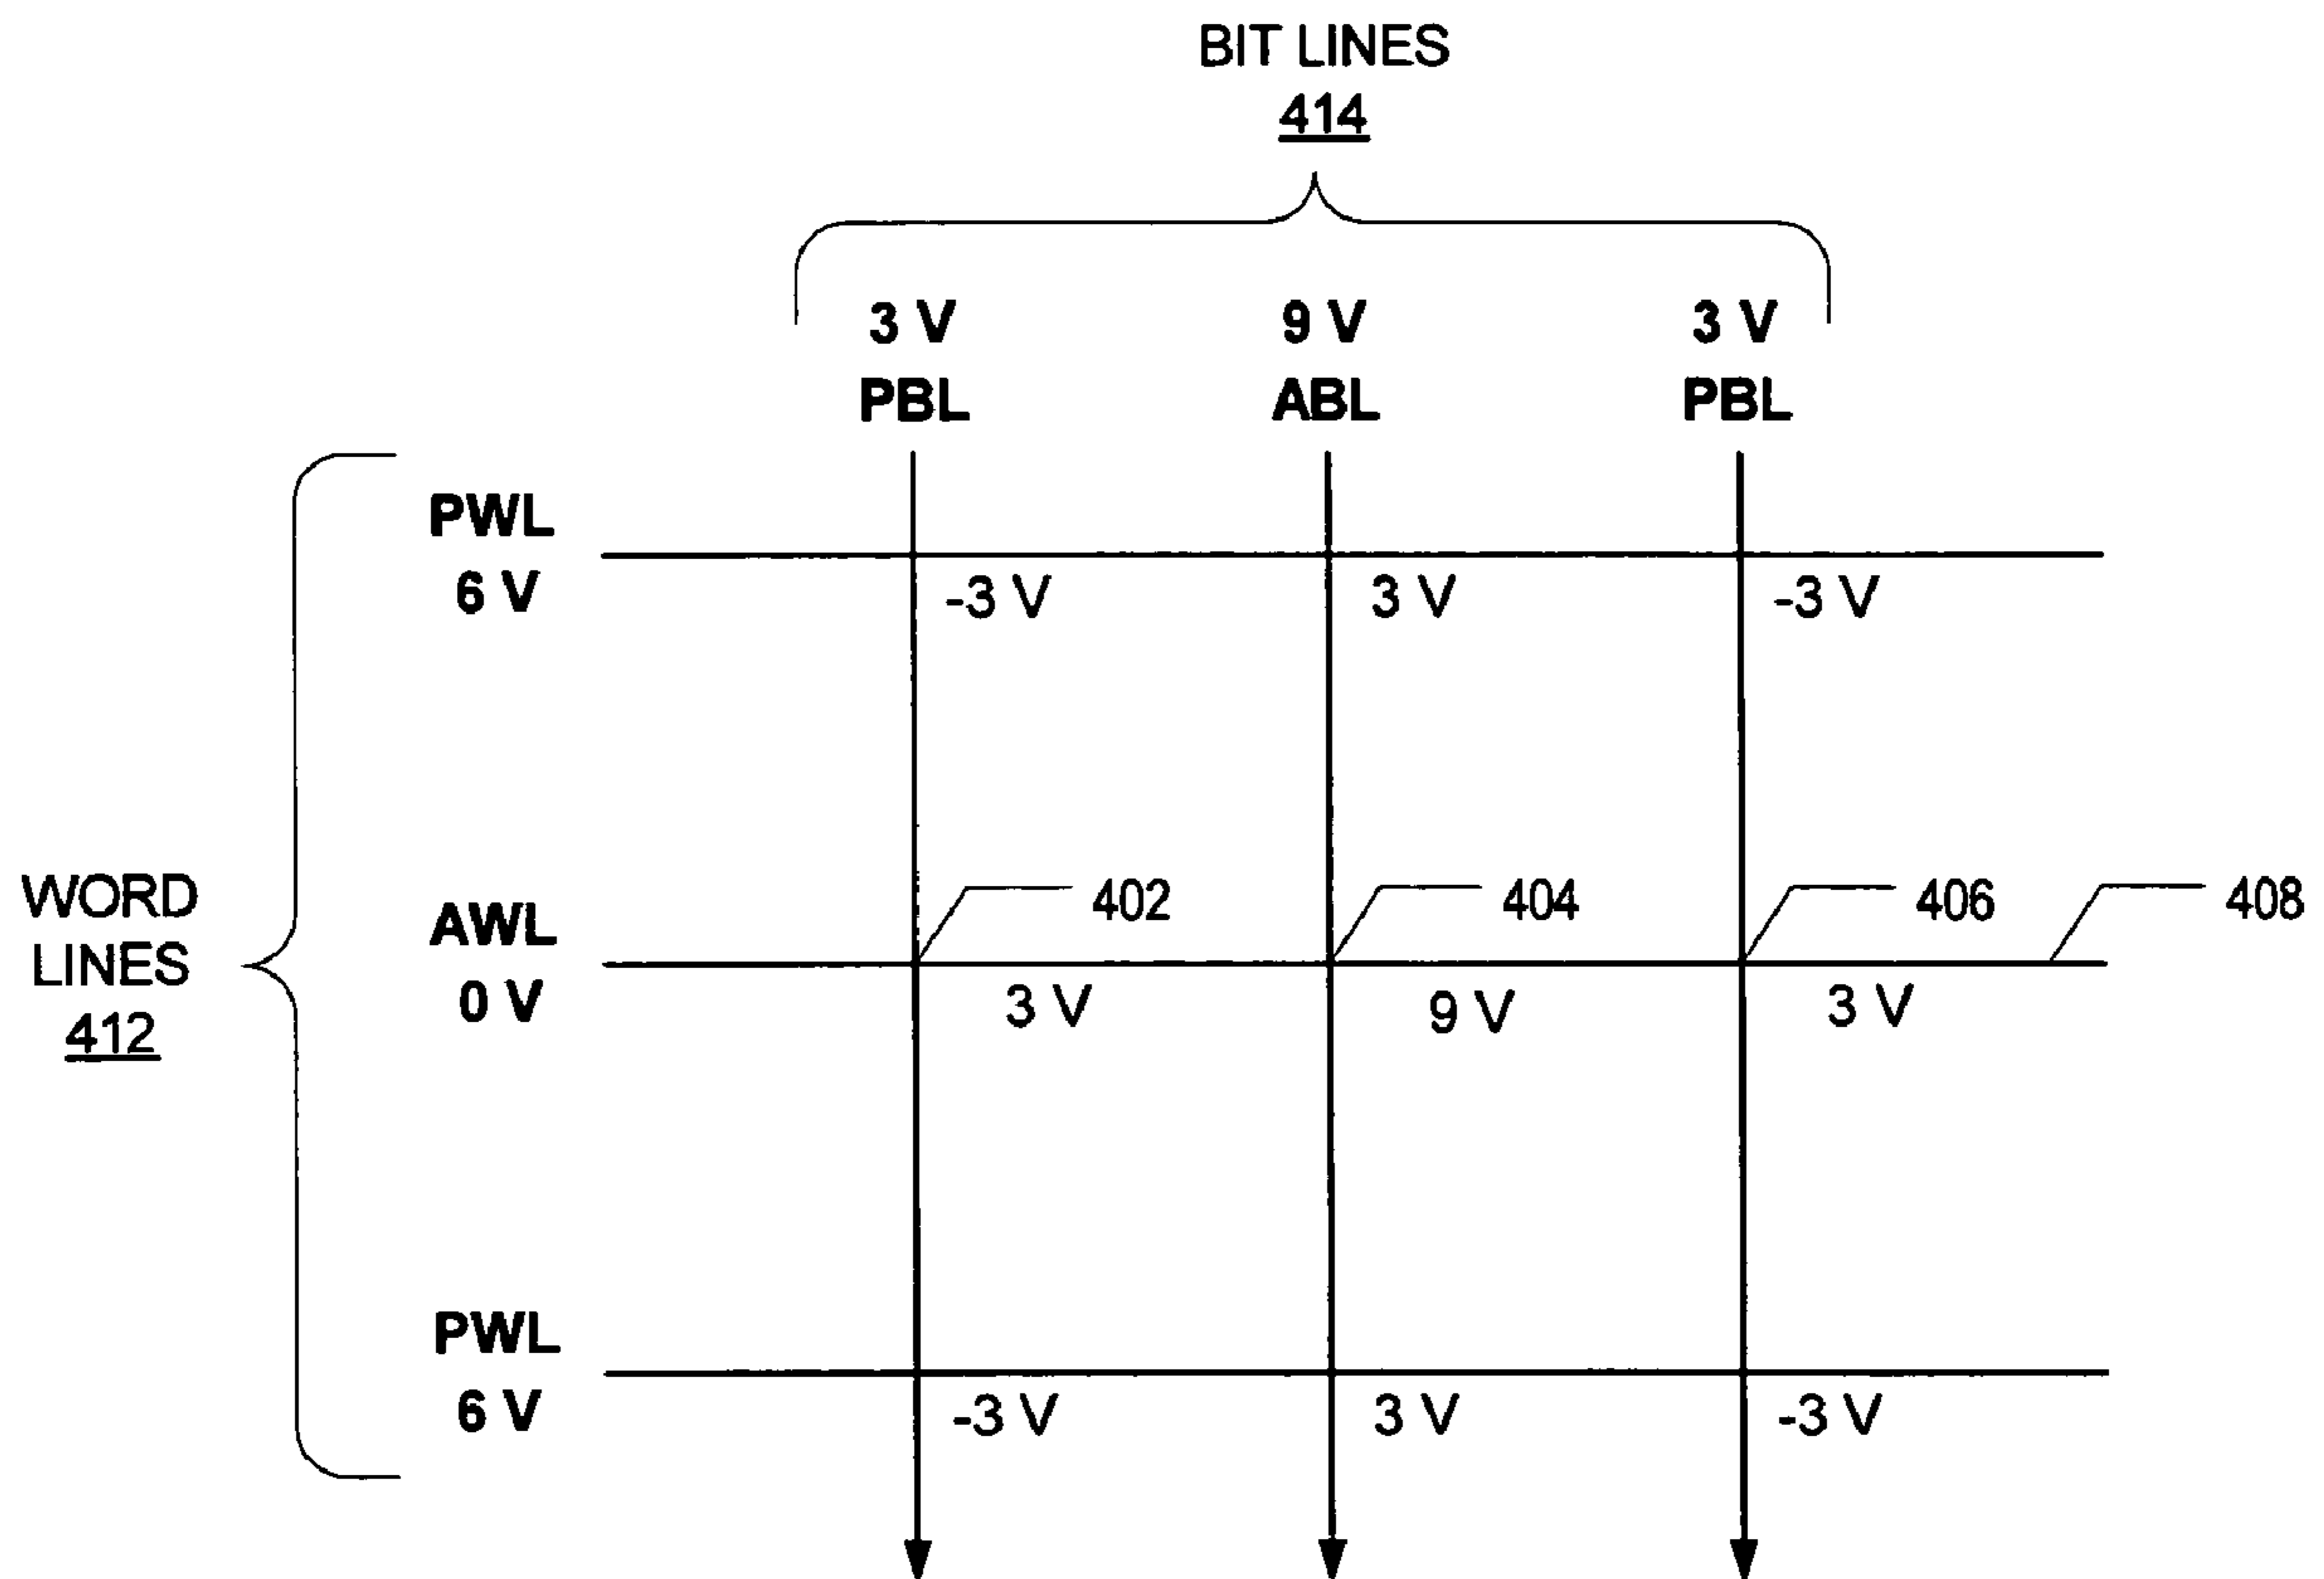 BIT LINES
414
3 V 9 V 3 V
PBL ABL PBL
PWL
6 V
-3 V 3 V -3 V
WORD
LINES
412
AWL
0 V
402 404 406 408
3 V 9 V 3 V
PWL
6 V
-3 V 3 V -3 V